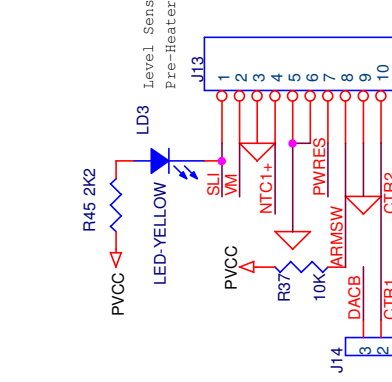 Level Sens
Pre-Heater
J13
1
2
3
4
5
6
7
8
9
10
LD3
LED-YELLOW
R45 2K2
PVCC
SLI
VM
NTC1+
PWRES
ARMSW
CTR2
PVCC
R37
10K
DACB
CTR1
J14
3
2